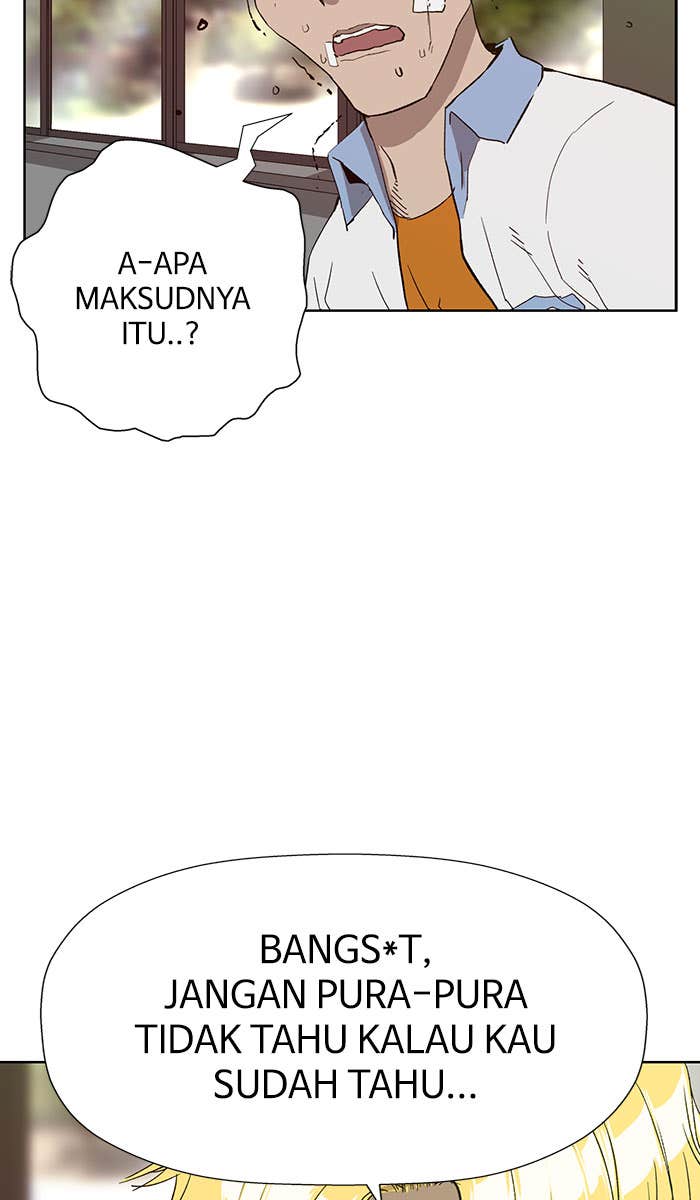 A-APA
MAKSUDNYA
ITU..?
BANGS*T,
JANGAN PURA-PURA
TIDAK TAHU KALAU KAU
SUDAH TAHU...